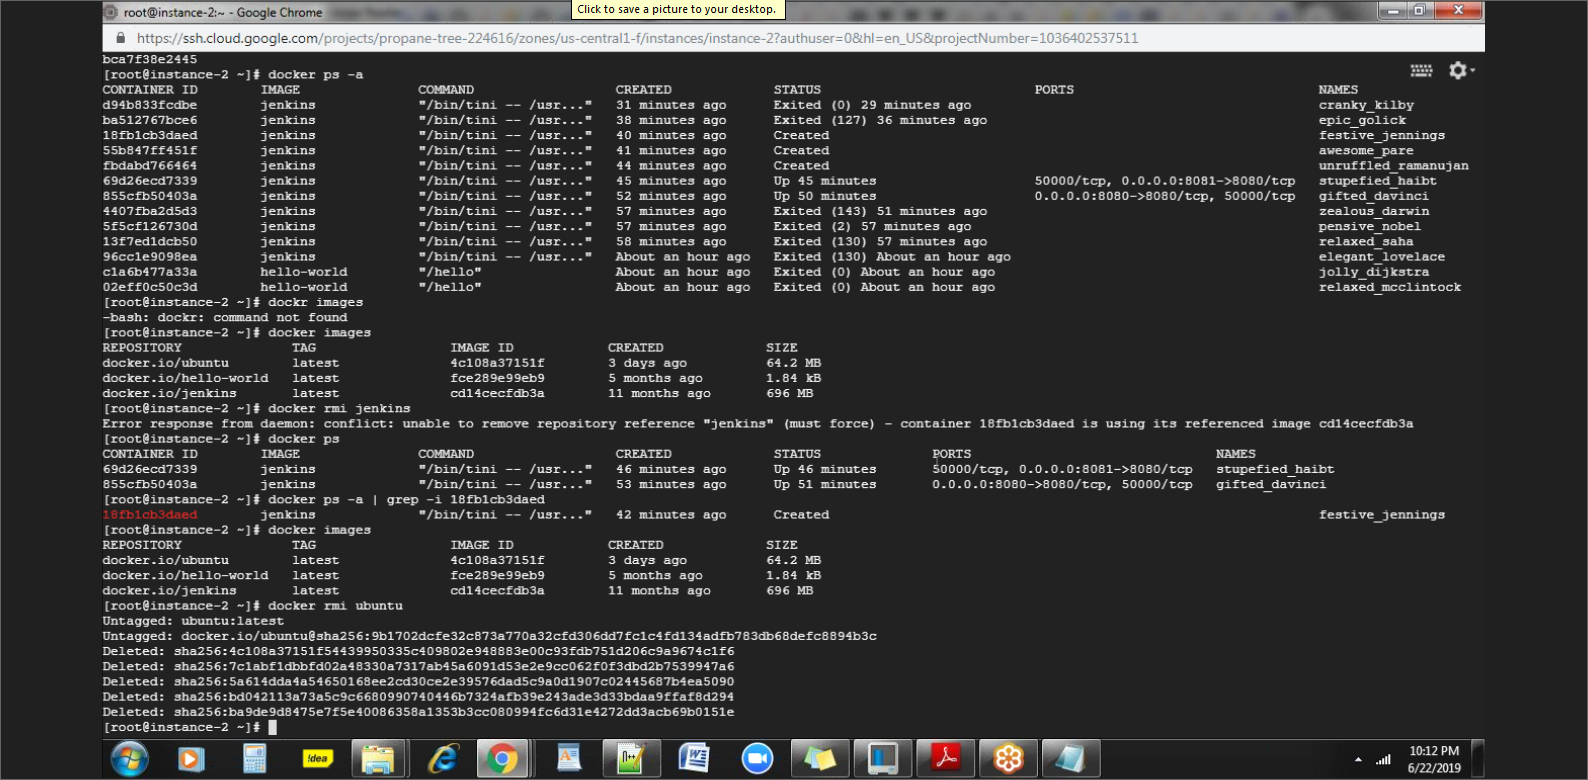 Click to save a picture to your desktop.
root@instance-2:~ - Google Chrome
https://ssh.cloud.google.com/projects/propane-tree-224616/zones/us-central1-f/instances/instance-2?authuser=0&hl=en_US&projectNumber=1036402537511
bca7f38e2445
[root@instance-2 ~]# docker ps -a
CONTAINER ID IMAGE COMMAND CREATED STATUS PORTS NAMES
d94b833fcdbe jenkins "/bin/tini -- /usr..." 31 minutes ago Exited (0) 29 minutes ago cranky_kilby
ba512767bce6 jenkins "/bin/tini -- /usr..." 38 minutes ago Exited (127) 36 minutes ago epic_golick
18fb1cb3daed jenkins "/bin/tini -- /usr..." 40 minutes ago Created festive_jennings
55b847ff451f jenkins "/bin/tini -- /usr..." 41 minutes ago Created awesome_pare
fbdabd766464 jenkins "/bin/tini -- /usr..." 44 minutes ago Created unruffled_ramanujan
69d26ecd7339 jenkins "/bin/tini -- /usr..." 45 minutes ago Up 45 minutes 50000/tcp, 0.0.0.0:8081->8080/tcp stupefied_haibt
855cfb50403a jenkins "/bin/tini -- /usr..." 52 minutes ago Up 50 minutes 0.0.0.0:8080->8080/tcp, 50000/tcp gifted_davinci
4407fba2d5d3 jenkins "/bin/tini -- /usr..." 57 minutes ago Exited (143) 51 minutes ago zealous_darwin
5f5cf126730d jenkins "/bin/tini -- /usr..." 57 minutes ago Exited (2) 57 minutes ago pensive_nobel
13f7ed1dcb50 jenkins "/bin/tini -- /usr..." 58 minutes ago Exited (130) 57 minutes ago relaxed_saha
96cc1e9098ea jenkins "/bin/tini -- /usr..." About an hour ago Exited (130) About an hour ago elegant_lovelace
c1a6b477a33a hello-world "/hello" About an hour ago Exited (0) About an hour ago jolly_dijkstra
02eff0c50c3d hello-world "/hello" About an hour ago Exited (0) About an hour ago relaxed_mcclintock
[root@instance-2 ~]# dockr images
-bash: dockr: command not found
[root@instance-2 ~]# docker images
REPOSITORY TAG IMAGE ID CREATED SIZE
docker.io/ubuntu latest 4c108a37151f 3 days ago 64.2 MB
docker.io/hello-world latest fce289e99eb9 5 months ago 1.84 kB
docker.io/jenkins latest cd14cecfdb3a 11 months ago 696 MB
[root@instance-2 ~]# docker rmi jenkins
Error response from daemon: conflict: unable to remove repository reference "jenkins" (must force) - container 18fb1cb3daed is using its referenced image cd14cecfdb3a
[root@instance-2 ~]# docker ps
CONTAINER ID IMAGE COMMAND CREATED STATUS PORTS NAMES
69d26ecd7339 jenkins "/bin/tini -- /usr..." 46 minutes ago Up 46 minutes 50000/tcp, 0.0.0.0:8081->8080/tcp stupefied_haibt
855cfb50403a jenkins "/bin/tini -- /usr..." 53 minutes ago Up 51 minutes 0.0.0.0:8080->8080/tcp, 50000/tcp gifted_davinci
[root@instance-2 ~]# docker ps -a | grep -i 18fb1cb3daed
18fb1cb3daed jenkins "/bin/tini -- /usr..." 42 minutes ago Created festive_jennings
[root@instance-2 ~]# docker images
REPOSITORY TAG IMAGE ID CREATED SIZE
docker.io/ubuntu latest 4c108a37151f 3 days ago 64.2 MB
docker.io/hello-world latest fce289e99eb9 5 months ago 1.84 kB
docker.io/jenkins latest cd14cecfdb3a 11 months ago 696 MB
[root@instance-2 ~]# docker rmi ubuntu
Untagged: ubuntu:latest
Untagged: docker.io/ubuntu@sha256:9b1702dcfe32c873a770a32cfd306dd7fc1c4fd134adfb783db68defc8894b3c
Deleted: sha256:4c108a37151f54439950335c409802e948883e00c93fdb751d206c9a9674c1f6
Deleted: sha256:7c1abf1dbbfd02a48330a7317ab45a6091d53e2e9cc062f0f3dbd2b7539947a6
Deleted: sha256:5a614dda4a54650168ee2cd30ce2e39576dad5c9a0d1907c02445687b4ea5090
Deleted: sha256:bd042113a73a5c9c6680990740446b7324afb39e243ade3d33bdaa9ffaf8d294
Deleted: sha256:ba9de9d8475e7f5e40086358a1353b3cc080994fc6d31e4272dd3acb69b0151e
[root@instance-2 ~]#
!dea
10:12 PM
6/22/2019